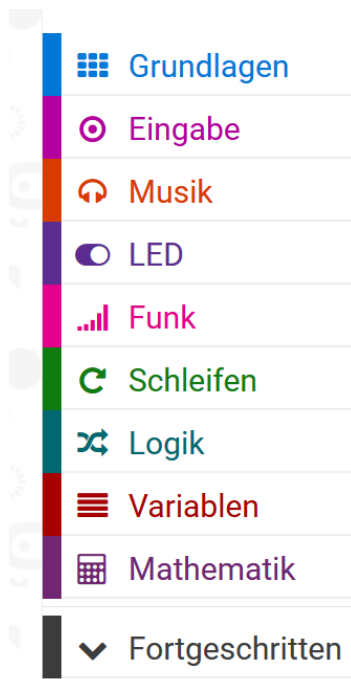 Grundlagen
Eingabe
Musik
LED
Funk
Schleifen
Logik
Variablen
Mathematik
Fortgeschritten